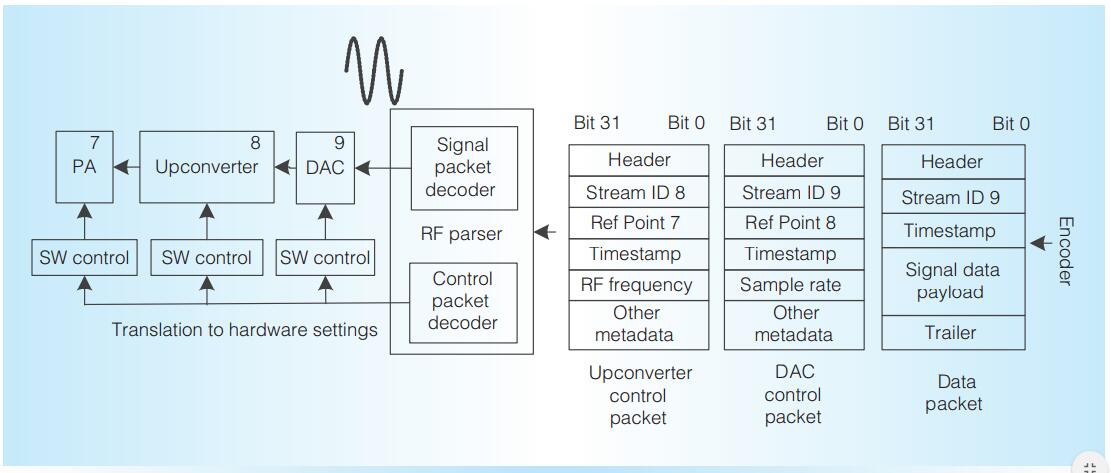 7
PA
8
Upconverter
9
DAC
SW control
SW control
SW control
Translation to hardware settings
Signal
packet
decoder
RF parser
Control
packet
decoder
Bit 31 Bit 0
Header
Stream ID 8
Ref Point 7
Timestamp
RF frequency
Other
metadata
Upconverter
control
packet
Bit 31 Bit 0
Header
Stream ID 9
Ref Point 8
Timestamp
Sample rate
Other
metadata
DAC
control
packet
Bit 31 Bit 0
Header
Stream ID 9
Timestamp
Signal data
payload
Trailer
Data
packet
Encoder